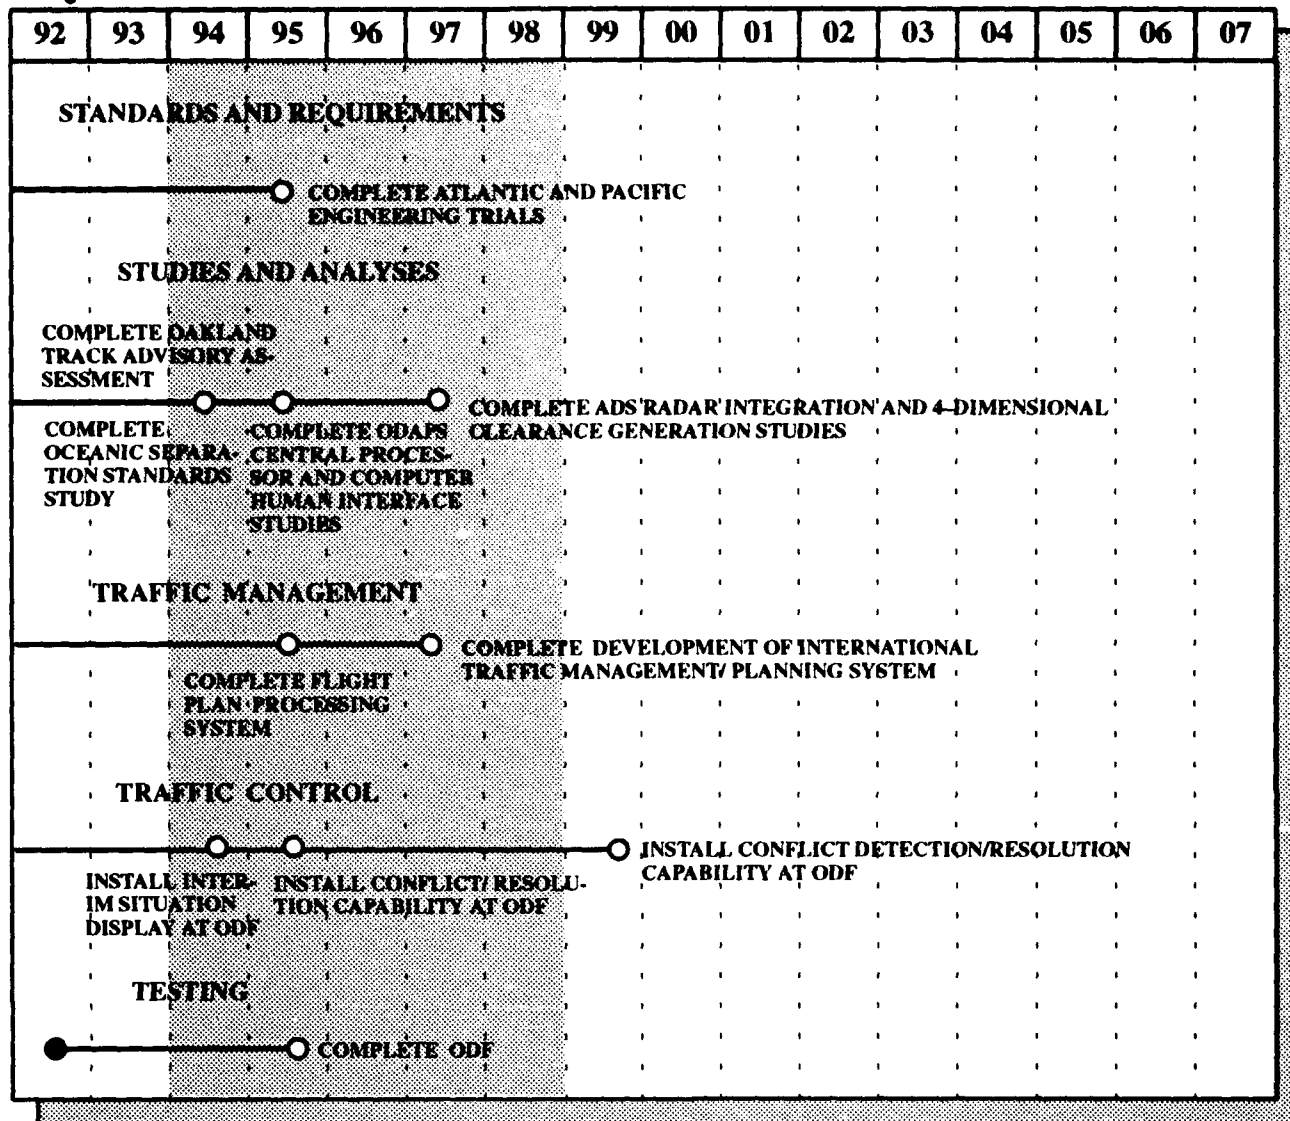 92 93 94 95 96 97 98 99 00 01 02 03 04 05 06 07
STANDARDS AND REQUIREMENTS
COMPLETE ATLANTIC AND PACIFIC
ENGINEERING TRIALS
STUDIES AND ANALYSES
COMPLETE OAKLAND
TRACK ADVISORY AS-
SESSMENT
COMPLETE ADS RADAR INTEGRATION AND 4-DIMENSIONAL
CLEARANCE GENERATION STUDIES
COMPLETE
OCEANIC SEPARA-
TION STANDARDS
STUDY
COMPLETE ODAPS
CENTRAL PROCES-
SOR AND COMPUTER
HUMAN INTERFACE
STUDIES
TRAFFIC MANAGEMENT
COMPLETE DEVELOPMENT OF INTERNATIONAL
TRAFFIC MANAGEMENT/ PLANNING SYSTEM
COMPLETE FLIGHT
PLAN PROCESSING
SYSTEM
TRAFFIC CONTROL
INSTALL CONFLICT DETECTION/RESOLUTION
CAPABILITY AT ODF
INSTALL INTER-
IM SITUATION
DISPLAY AT ODF
INSTALL CONFLICT/ RESOLU-
TION CAPABILITY AT ODF
TESTING
COMPLETE ODF